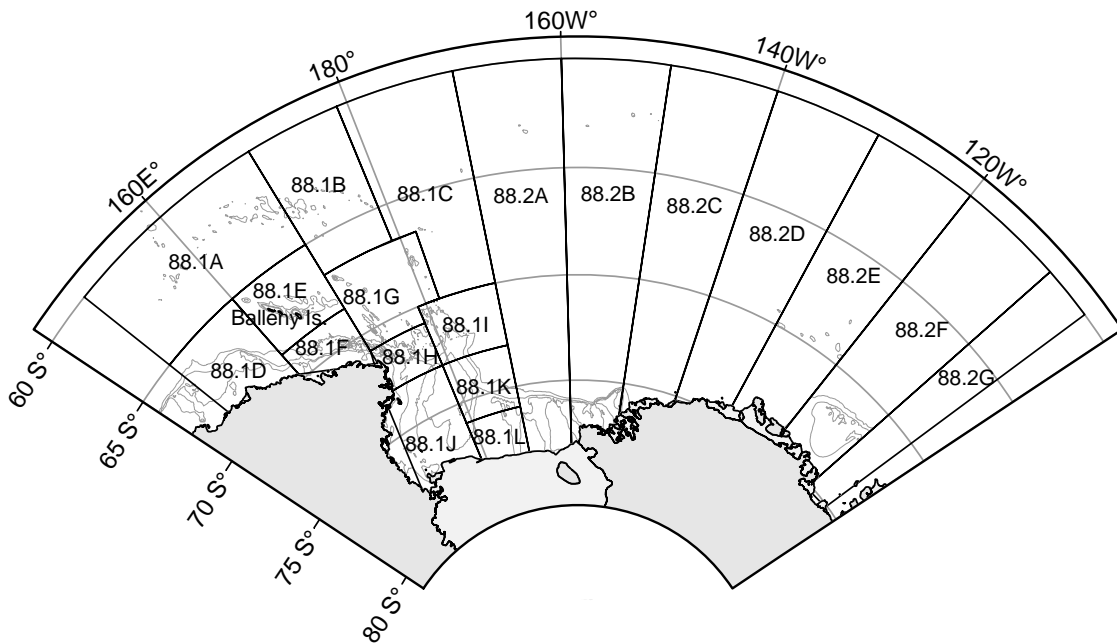 160W°
140W°
180°
120W°
160E°
88.1B
88.1C
88.2A
88.2B
88.2C
88.2D
88.1A
88.2E
88.1E
88.1G
Balleny Is.
88.1I
88.2F
88.1F
88.1H
88.1D
88.1K
88.2G
88.1J
88.1L
60 S°
65 S°
70 S°
75 S°
80 S°